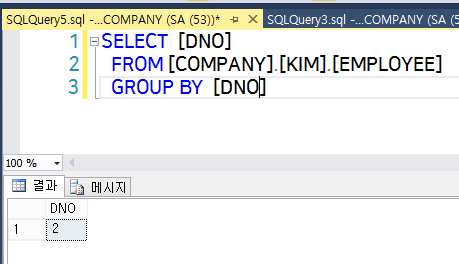 SQLQuery5.sql -...COMPANY (SA (53))* SQLQuery3.sql -...COMPANY (SA (5
1 SELECT [DNO]
2 FROM [COMPANY].[KIM].[EMPLOYEE]
3 GROUP BY [DNO]
100 %
결과 메시지
DNO
1 2